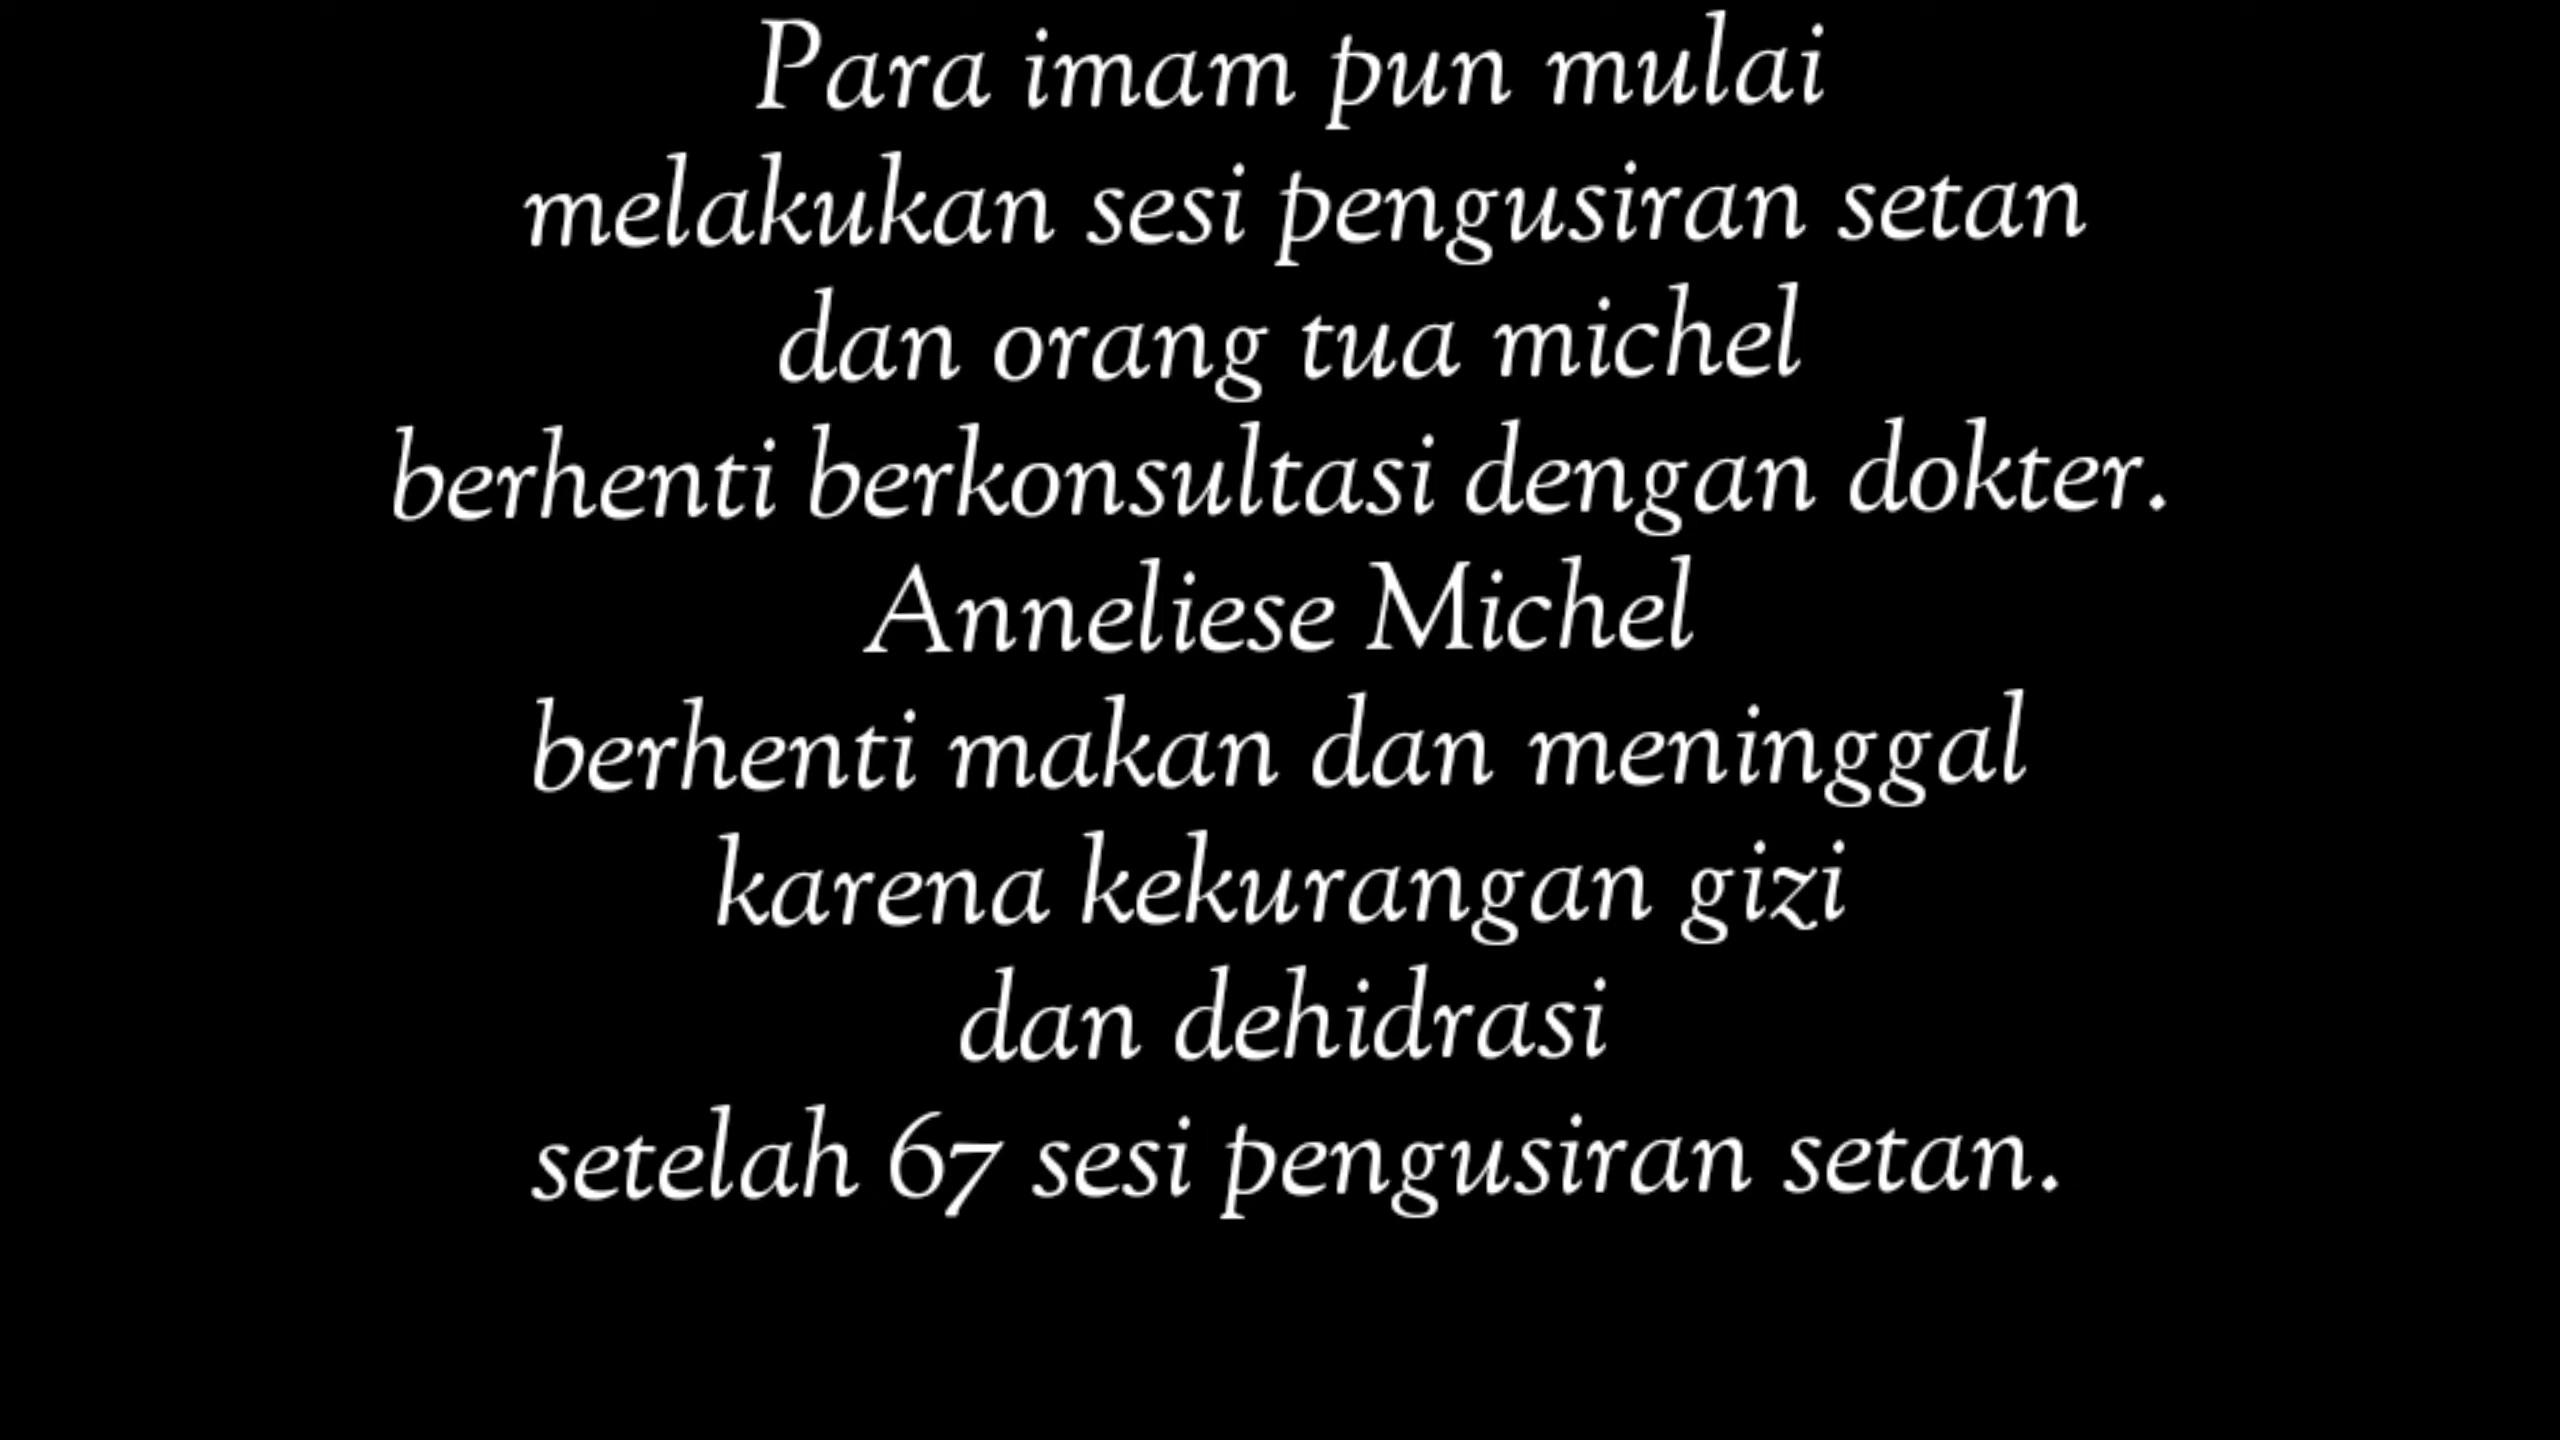 Para imam pun mulai
melakukan sesi pengusiran setan
dan orang tua michel
berhenti berkonsultasi dengan dokter.
Anneliese Michel
berhenti makan dan meninggal
karena kekurangan gizi
dan dehidrasi
setelah 67 sesi pengusiran setan.